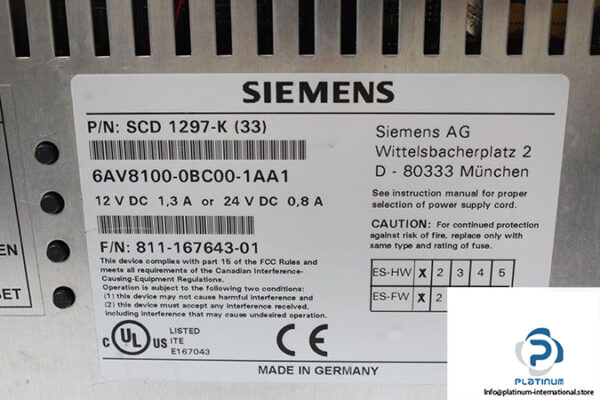 SIEMENS
P/N: SCD 1297-K (33)
6AV8100-0BC00-1AA1
12 V DC 1,3 A or 24 V DC 0,8 A
F/N: 811-167643-01
This device complies with part 15 of the FCC Rules and
meets all requirements of the Canadian Interference-
Causing-Equipment Regulations.
Operation is subject to the following two conditions:
(1) this device may not cause harmful interference and
(2) this device must accept any interference received,
including interference that may cause undesired operation.
Siemens AG
Wittelsbacherplatz 2
D - 80333 München
See instruction manual for proper
selection of power supply cord.
CAUTION: For continued protection
against risk of fire, replace only with
same type and rating of fuse.
ES-HW X 2 3 4 5
ES-FW X 2
C UL US
LISTED
ITE
E167043
CE
MADE IN GERMANY
EN
SET
PLATINUM
Info@platinum-international.store